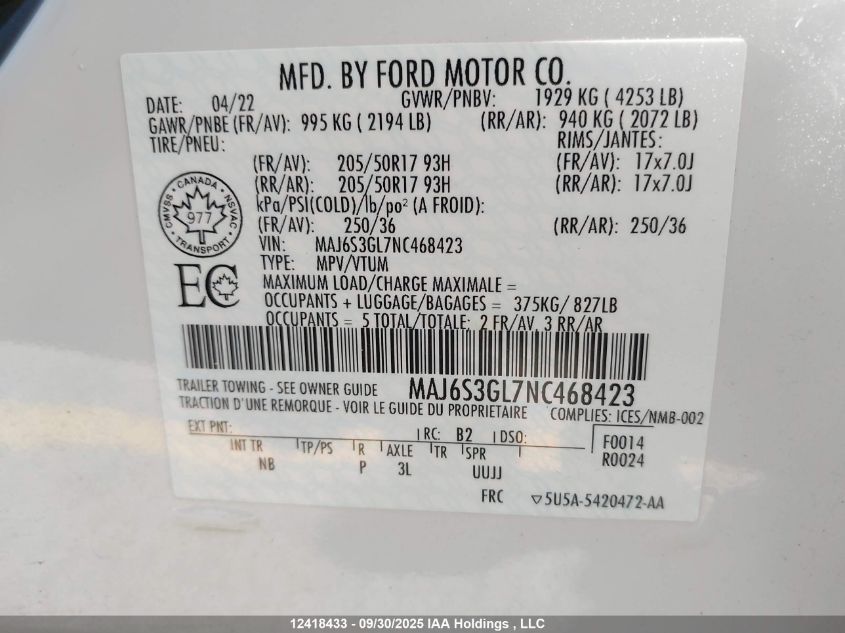 MFD. BY FORD MOTOR CO.
DATE: 04/22 GVWR/PNBV: 1929 KG ( 4253 LB)
GAWR/PNBE (FR/AV): 995 KG ( 2194 LB) (RR/AR): 940 KG ( 2072 LB)
TIRE/PNEU: RIMS/JANTES:
(FR/AV): 205/50R17 93H (FR/AV): 17x7.0J
(RR/AR): 205/50R17 93H (RR/AR): 17x7.0J
kPa/PSI(COLD)/lb/po² (A FROID):
(FR/AV): 250/36 (RR/AR): 250/36
VIN: MAJ6S3GL7NC468423
TYPE: MPV/VTUM
CANADA
CMVSS NSVAC
977
TRANSPORT
EC
MAXIMUM LOAD/CHARGE MAXIMALE =
OCCUPANTS + LUGGAGE/BAGAGES = 375KG/ 827LB
OCCUPANTS = 5 TOTAL/TOTALE: 2 FR/AV, 3 RR/AR
TRAILER TOWING - SEE OWNER GUIDE MAJ6S3GL7NC468423
TRACTION D'UNE REMORQUE - VOIR LE GUIDE DU PROPRIETAIRE COMPLIES: ICES/NMB-002
EXT PNT: RC: B2 DSO: F0014
INT TR TP/PS R AXLE TR SPR R0024
NB P 3L UUJJ
FRC ▽5U5A-5420472-AA
12418433 - 09/30/2025 IAA Holdings , LLC